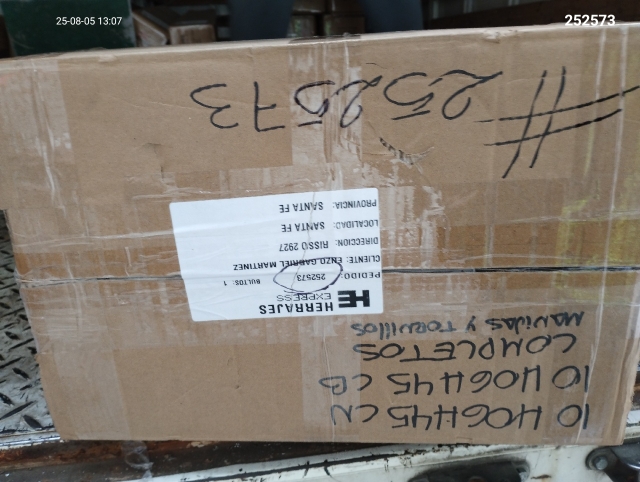 25-08-05 13:07
252573
10 HOGH45 CN
10 HOGH45 CB
COMPLETOS
MANIJAS Y TORNILLOS
HE HERRAJES
EXPRESS
PEDIDO: 252573 BULTOS: 1
CLIENTE: ENZO GABRIEL MARTINEZ
DIRECCION: RISSO 2927
LOCALIDAD: SANTA FE
PROVINCIA: SANTA FE
# 252573